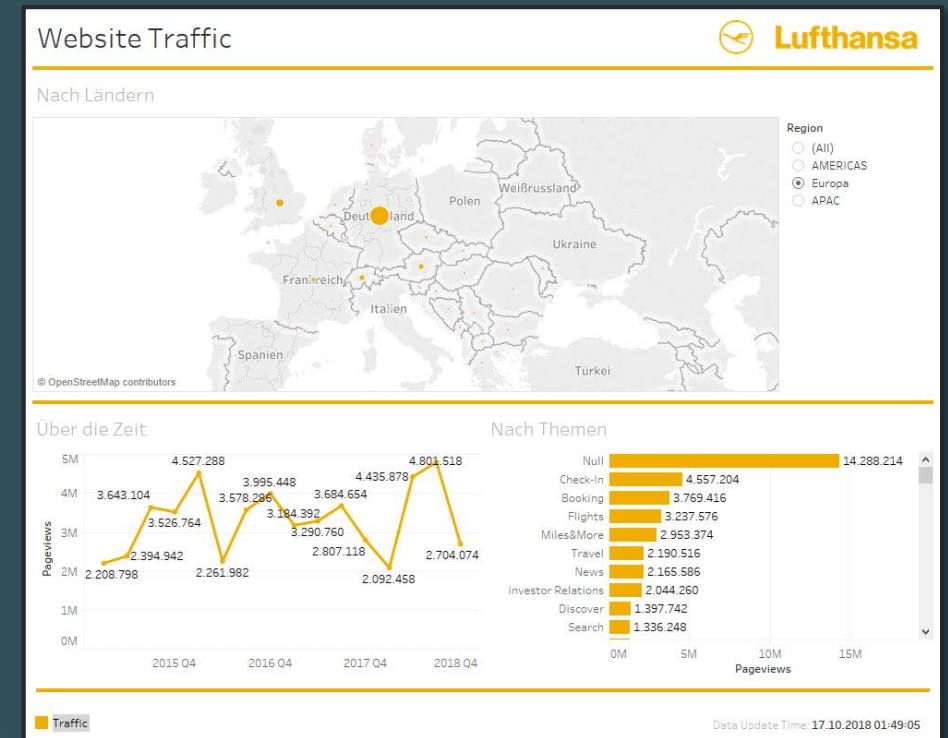 Website Traffic
Lufthansa
Nach Ländern
Region
(All)
AMERICAS
Europa
APAC
Weißrussland
Polen
Deutschland
Ukraine
Frankreich
Italien
Spanien
Türkei
© OpenStreetMap contributors
Über die Zeit
Nach Themen
5M
4M
3M
2M
1M
0M
Pageviews
2.208.798
2.394.942
3.643.104
3.526.764
4.527.288
2.261.982
3.578.286
3.995.448
3.184.392
3.290.760
3.684.654
2.807.118
2.092.458
4.435.878
4.801.518
2.704.074
2015 Q4
2016 Q4
2017 Q4
2018 Q4
Null 14.288.214
Check-In 4.557.204
Booking 3.769.416
Flights 3.237.576
Miles&More 2.953.374
Travel 2.190.516
News 2.165.586
Investor Relations 2.044.260
Discover 1.397.742
Search 1.336.248
0M 5M 10M 15M
Pageviews
Traffic
Data Update Time: 17.10.2018 01:49:05